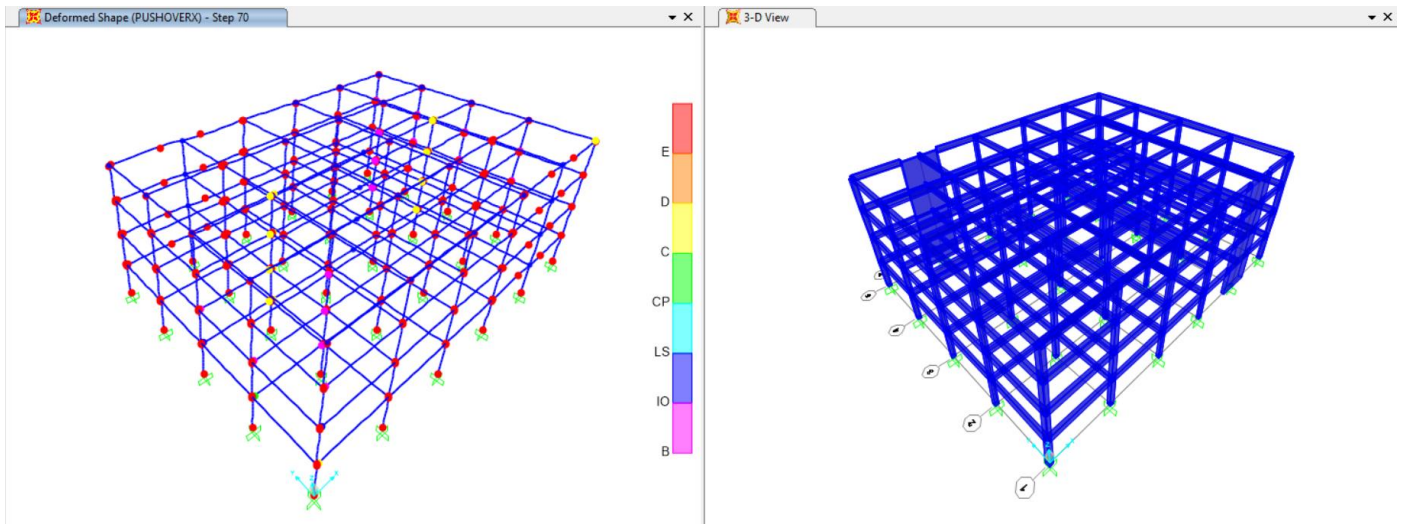 Deformed Shape (PUSHOVERX) - Step 70
3-D View
E
D
C
CP
LS
IO
B